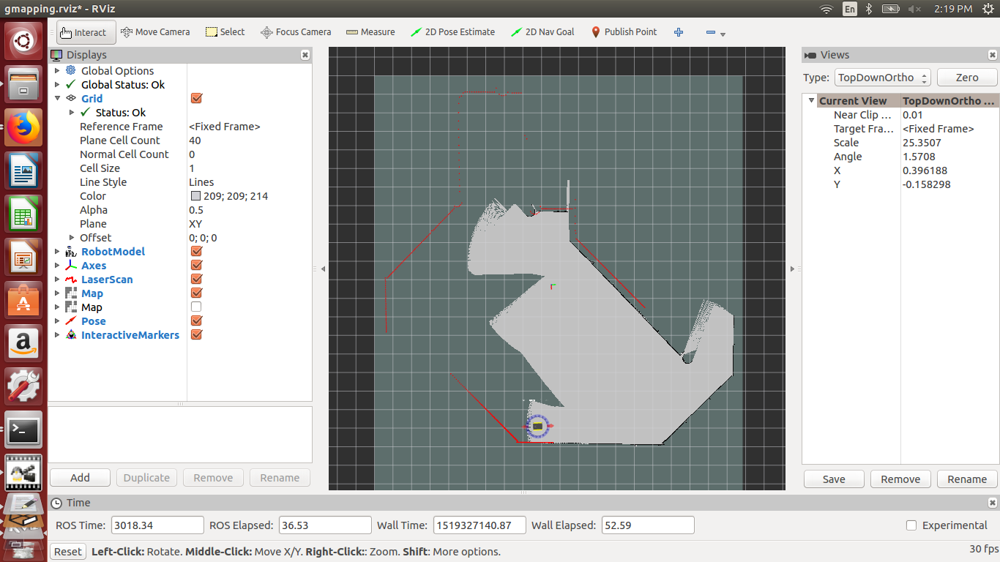 gmapping.rviz* - RViz
En
2:19 PM
Interact
Move Camera
Select
Focus Camera
Measure
2D Pose Estimate
2D Nav Goal
Publish Point
Displays
Global Options
Global Status: Ok
Grid
Status: Ok
Reference Frame <Fixed Frame>
Plane Cell Count 40
Normal Cell Count 0
Cell Size 1
Line Style Lines
Color 209; 209; 214
Alpha 0.5
Plane XY
Offset 0; 0; 0
RobotModel
Axes
LaserScan
Map
Map
Pose
InteractiveMarkers
Add Duplicate Remove Rename
Views
Type: TopDownOrtho Zero
Current View TopDownOrtho ...
Near Clip ... 0.01
Target Fra... <Fixed Frame>
Scale 25.3507
Angle 1.5708
X 0.396188
Y -0.158298
Save Remove Rename
Time
ROS Time: 3018.34 ROS Elapsed: 36.53 Wall Time: 1519327140.87 Wall Elapsed: 52.59 Experimental
Reset Left-Click: Rotate. Middle-Click: Move X/Y. Right-Click:: Zoom. Shift: More options. 30 fps